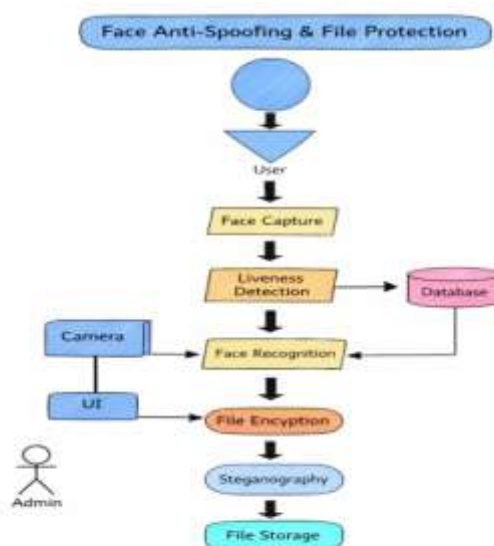 Face Anti-Spoofing & File Protection
User
Face Capture
Liveness
Detection
Database
Camera
Face Recognition
UI
File Encyption
Steganography
Admin
File Storage